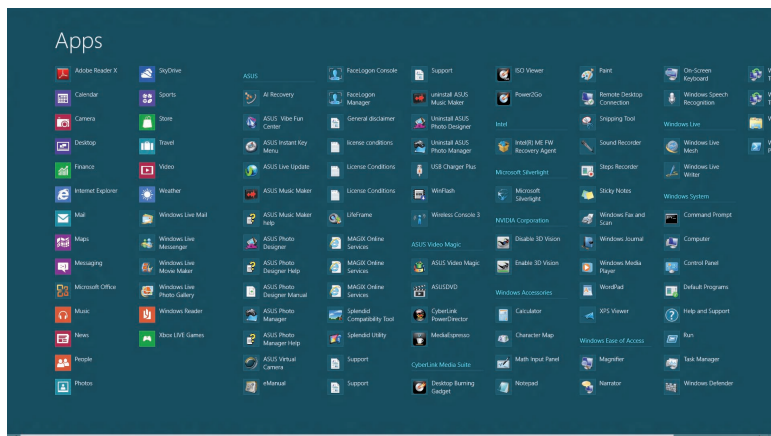 Apps
Adobe Reader X
Calendar
Camera
Desktop
Finance
Internet Explorer
Mail
Maps
Messaging
Microsoft Office
Music
News
People
Photos
SkyDrive
Sports
Store
Travel
Video
Weather
Windows Live Mail
Windows Live
Messenger
Windows Live
Movie Maker
Windows Live
Photo Gallery
Windows Reader
Xbox LIVE Games
ASUS
AI Recovery
ASUS Vibe Fun
Center
ASUS Instant Key
Menu
ASUS Live Update
ASUS Music Maker
ASUS Music Maker
help
ASUS Photo
Designer
ASUS Photo
Designer Help
ASUS Photo
Designer Manual
ASUS Photo
Manager
ASUS Photo
Manager Help
ASUS Virtual
Camera
eManual
FaceLogon Console
FaceLogon
Manager
General disclaimer
license conditions
License Conditions
License Conditions
LifeFrame
MAGIX Online
Services
MAGIX Online
Services
MAGIX Online
Services
Splendid
Compatibility Tool
Splendid Utility
Support
Support
Support
uninstall ASUS
Music Maker
Uninstall ASUS
Photo Designer
Uninstall ASUS
Photo Manager
USB Charger Plus
WinFlash
Wireless Console 3
ASUS Video Magic
ASUS Video Magic
ASUSDVD
CyberLink
PowerDirector
MediaEspresso
CyberLink Media Suite
Desktop Burning
Gadget
ISO Viewer
Power2Go
Intel
Intel(R) ME FW
Recovery Agent
Microsoft Silverlight
Microsoft
Silverlight
NVIDIA Corporation
Disable 3D Vision
Enable 3D Vision
Windows Accessories
Calculator
Character Map
Math Input Panel
Notepad
Paint
Remote Desktop
Connection
Snipping Tool
Sound Recorder
Steps Recorder
Sticky Notes
Windows Fax and
Scan
Windows Journal
Windows Media
Player
WordPad
XPS Viewer
Windows Ease of Access
Magnifier
Narrator
On-Screen
Keyboard
Windows Speech
Recognition
Windows Live
Windows Live
Mesh
Windows Live
Writer
Windows System
Command Prompt
Computer
Control Panel
Default Programs
Help and Support
Run
Task Manager
Windows Defender